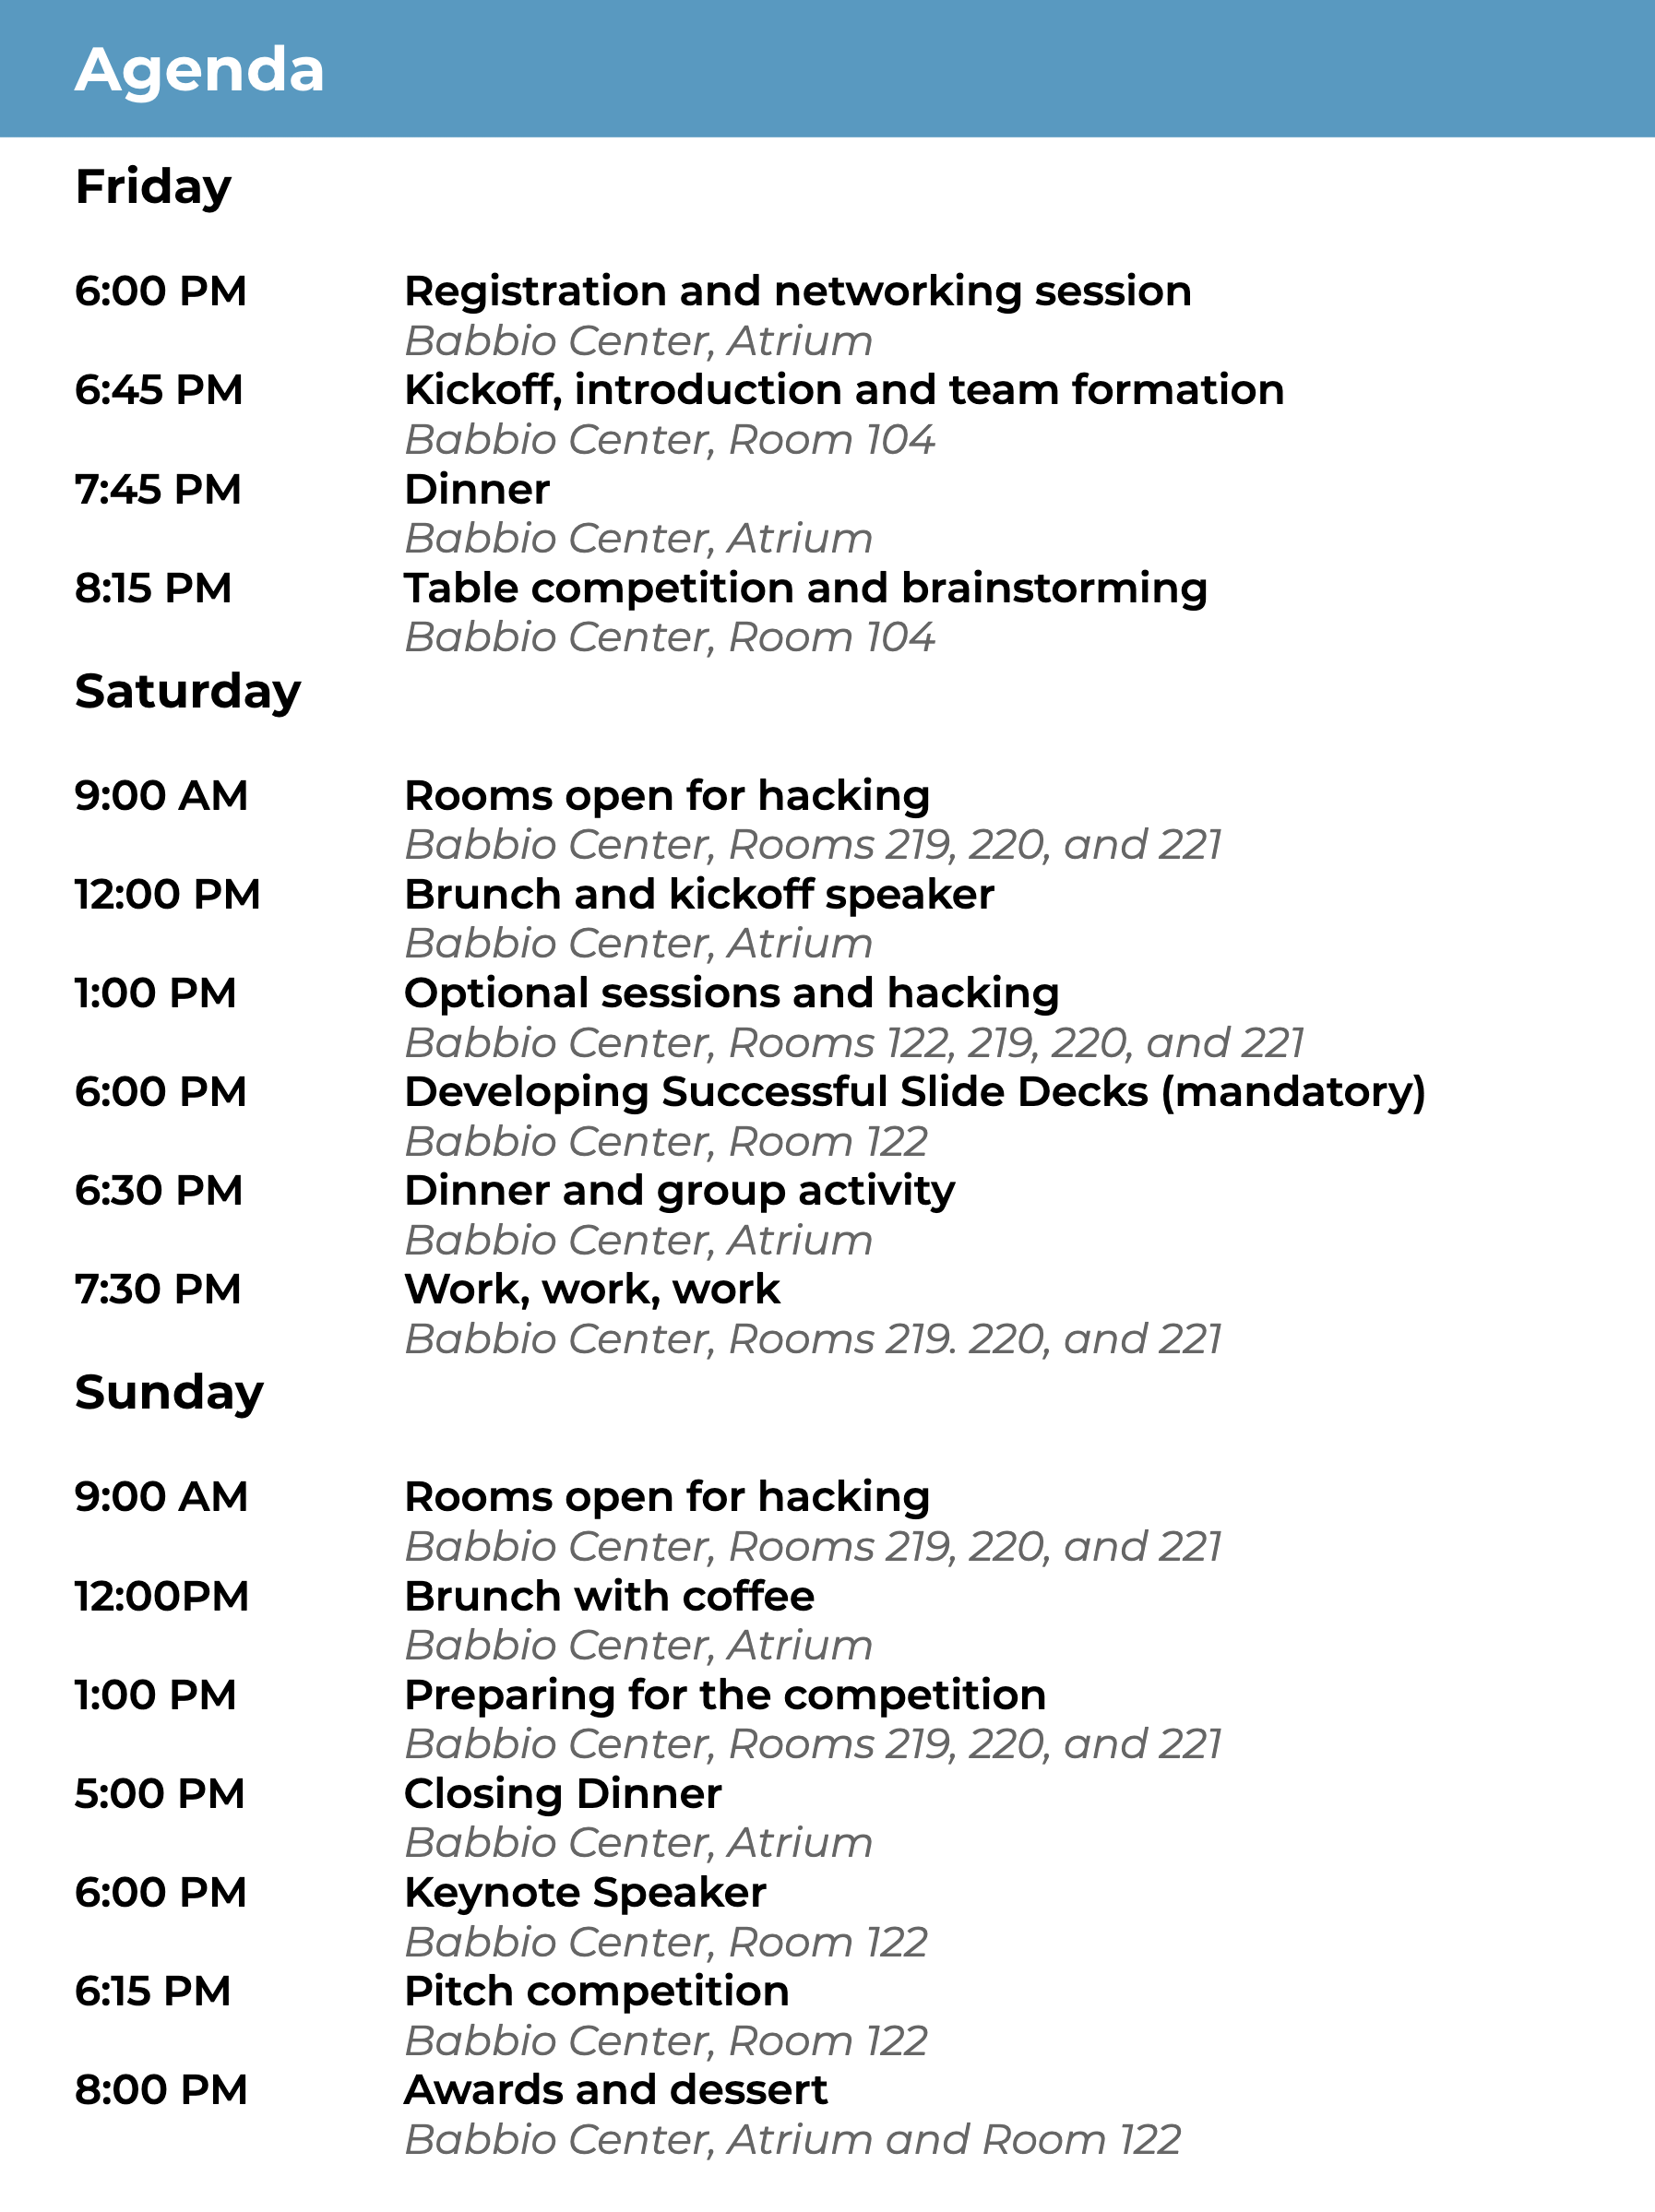 Agenda
Friday
6:00 PM Registration and networking session
Babbio Center, Atrium
6:45 PM Kickoff, introduction and team formation
Babbio Center, Room 104
7:45 PM Dinner
Babbio Center, Atrium
8:15 PM Table competition and brainstorming
Babbio Center, Room 104
Saturday
9:00 AM Rooms open for hacking
Babbio Center, Rooms 219, 220, and 221
12:00 PM Brunch and kickoff speaker
Babbio Center, Atrium
1:00 PM Optional sessions and hacking
Babbio Center, Rooms 122, 219, 220, and 221
6:00 PM Developing Successful Slide Decks (mandatory)
Babbio Center, Room 122
6:30 PM Dinner and group activity
Babbio Center, Atrium
7:30 PM Work, work, work
Babbio Center, Rooms 219. 220, and 221
Sunday
9:00 AM Rooms open for hacking
Babbio Center, Rooms 219, 220, and 221
12:00PM Brunch with coffee
Babbio Center, Atrium
1:00 PM Preparing for the competition
Babbio Center, Rooms 219, 220, and 221
5:00 PM Closing Dinner
Babbio Center, Atrium
6:00 PM Keynote Speaker
Babbio Center, Room 122
6:15 PM Pitch competition
Babbio Center, Room 122
8:00 PM Awards and dessert
Babbio Center, Atrium and Room 122